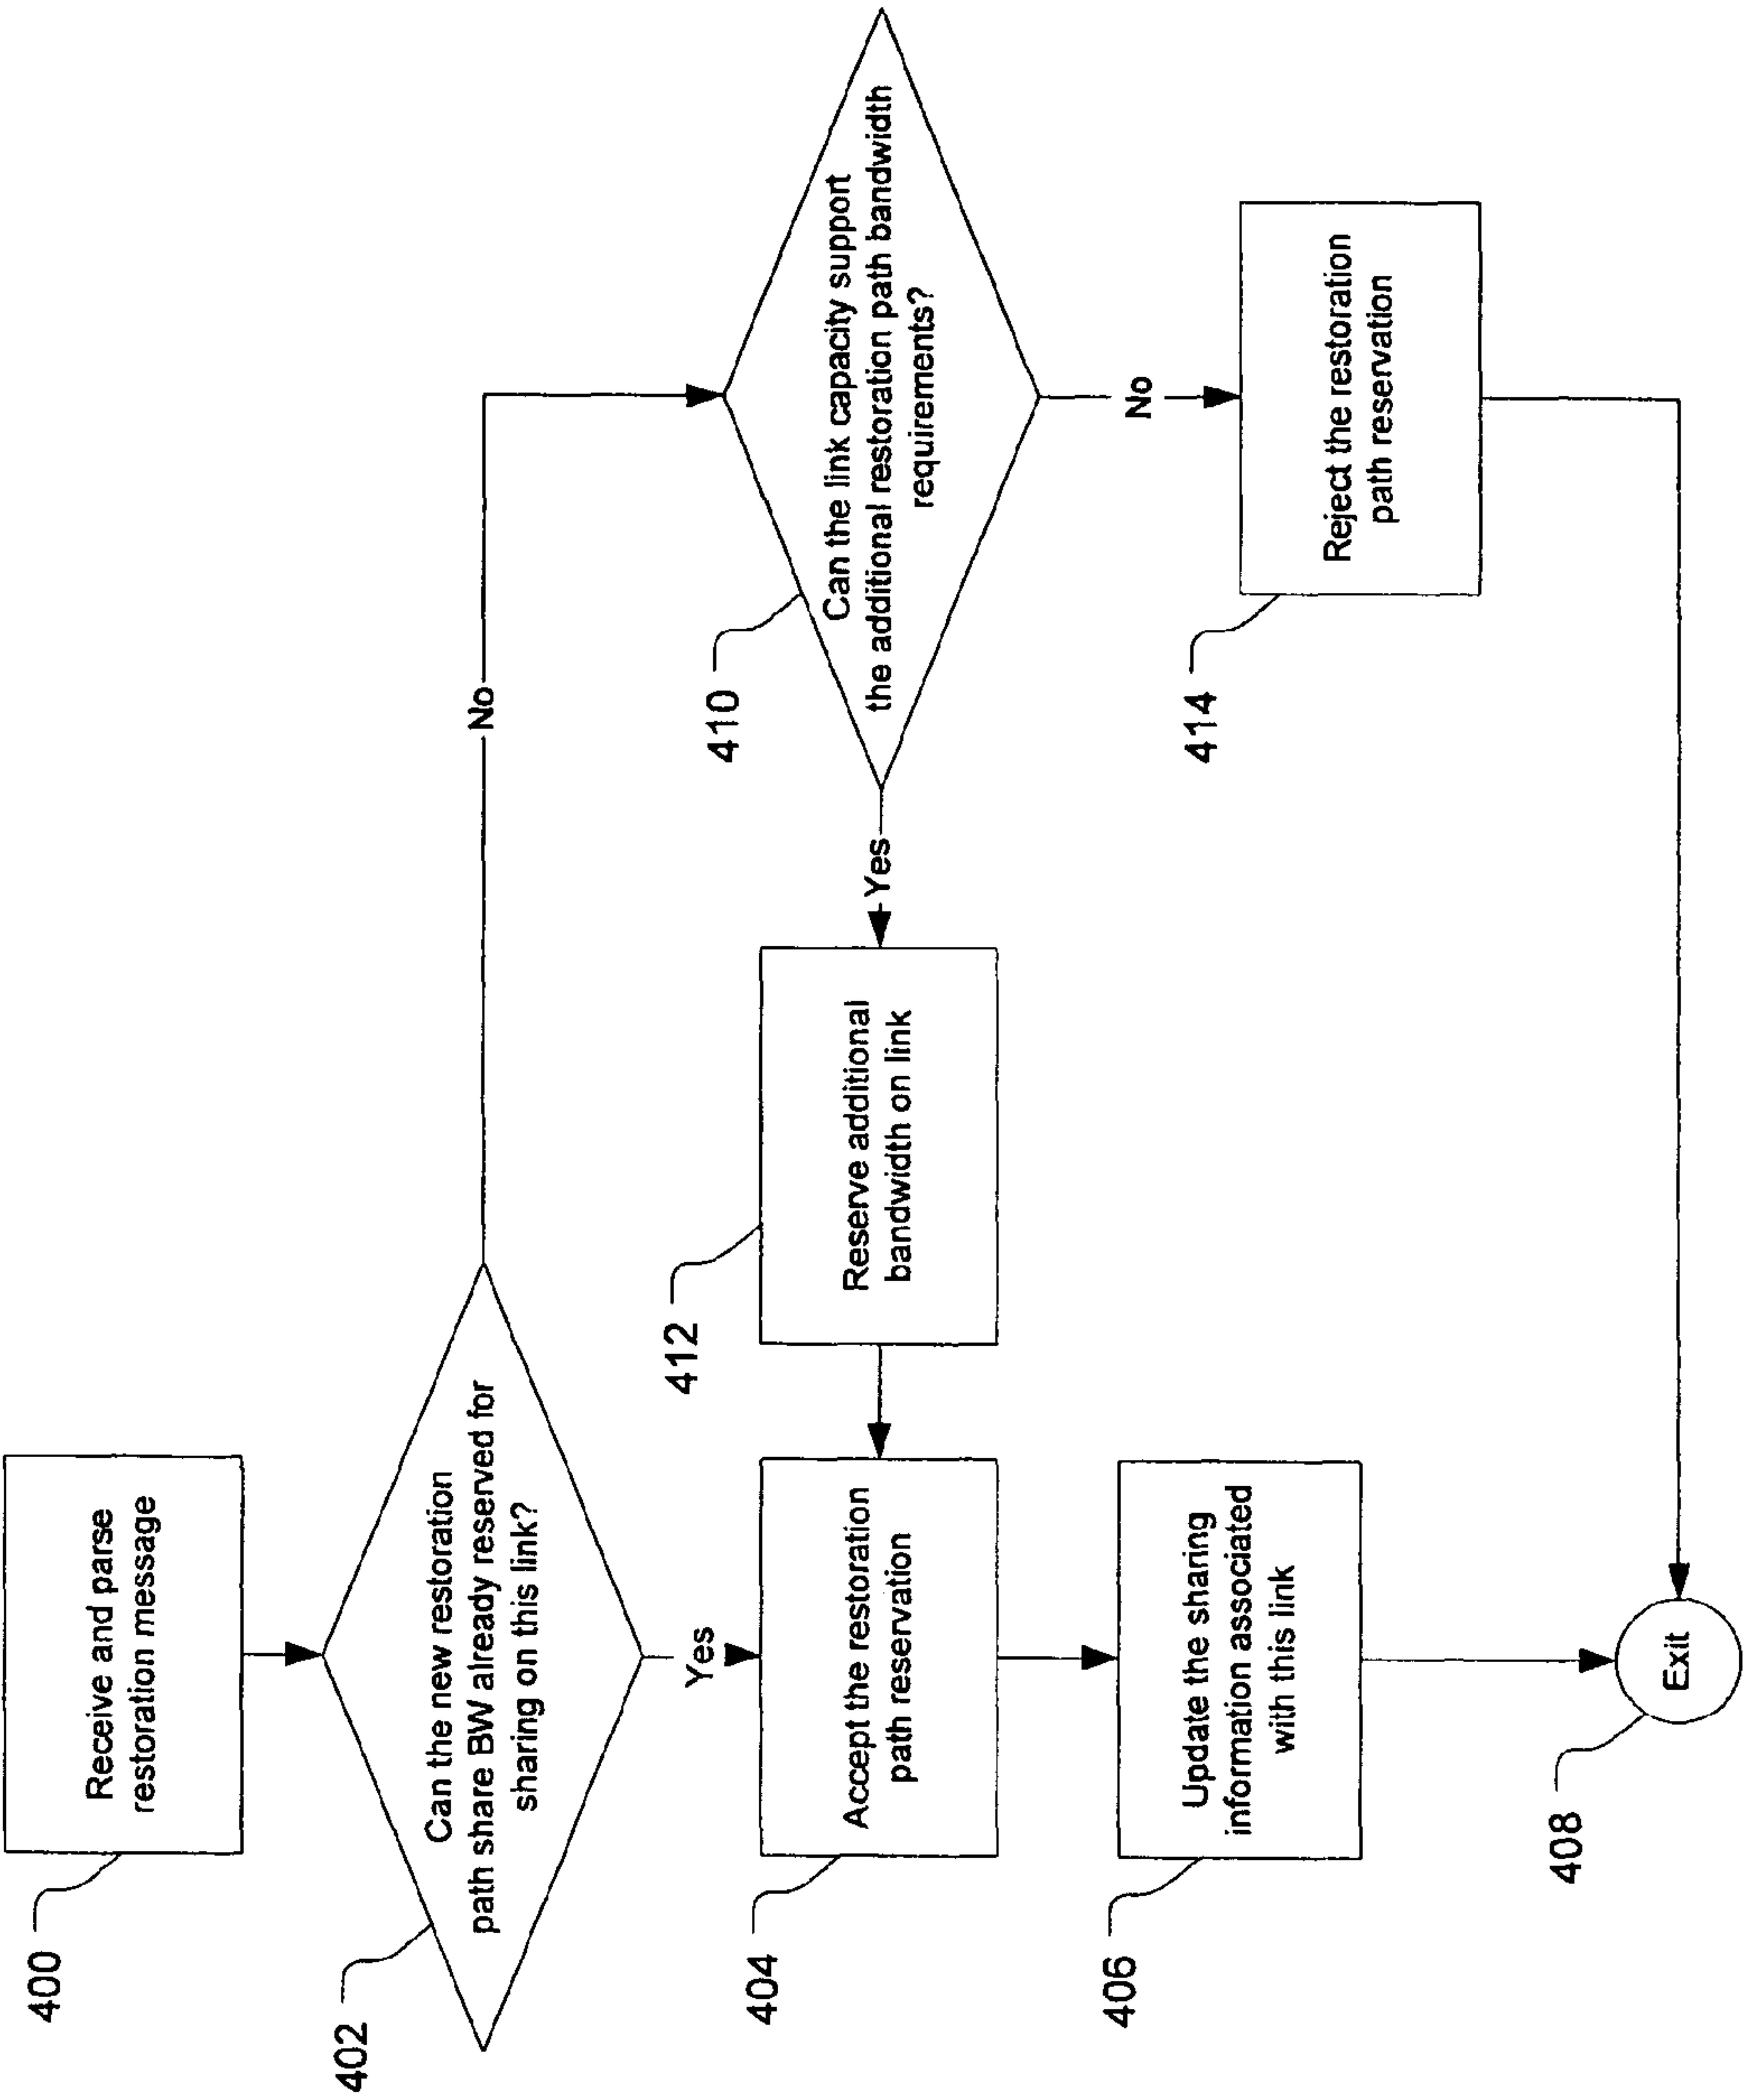 400
Receive and parse
restoration message
402
Can the new restoration
path share BW already reserved for
sharing on this link?
No
Yes
404
Accept the restoration
path reservation
412
Reserve additional
bandwidth on link
Yes
410
Can the link capacity support
the additional restoration path bandwidth
requirements?
No
406
Update the sharing
information associated
with this link
414
Reject the restoration
path reservation
408
Exit